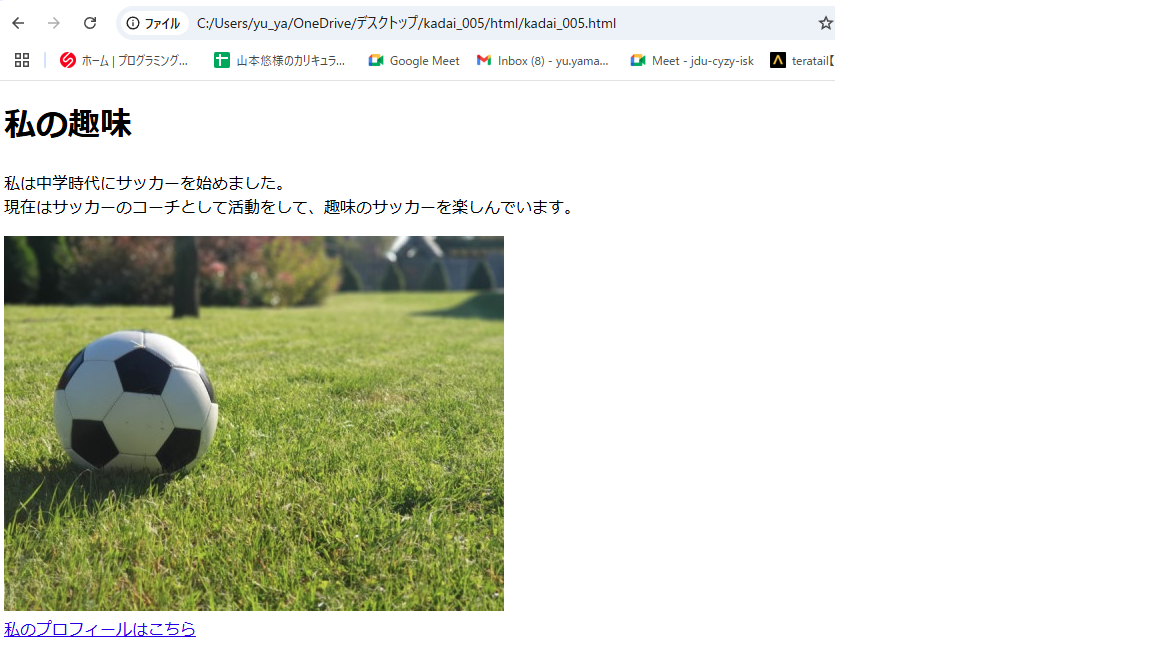 ファイル C:/Users/yu_ya/OneDrive/デスクトップ/kadai_005/html/kadai_005.html
ホーム | プログラミング... 山本悠様のカリキュラ... Google Meet Inbox (8) - yu.yama... Meet - jdu-cyzy-isk teratail【
私の趣味
私は中学時代にサッカーを始めました。
現在はサッカーのコーチとして活動をして、趣味のサッカーを楽しんでいます。
私のプロフィールはこちら